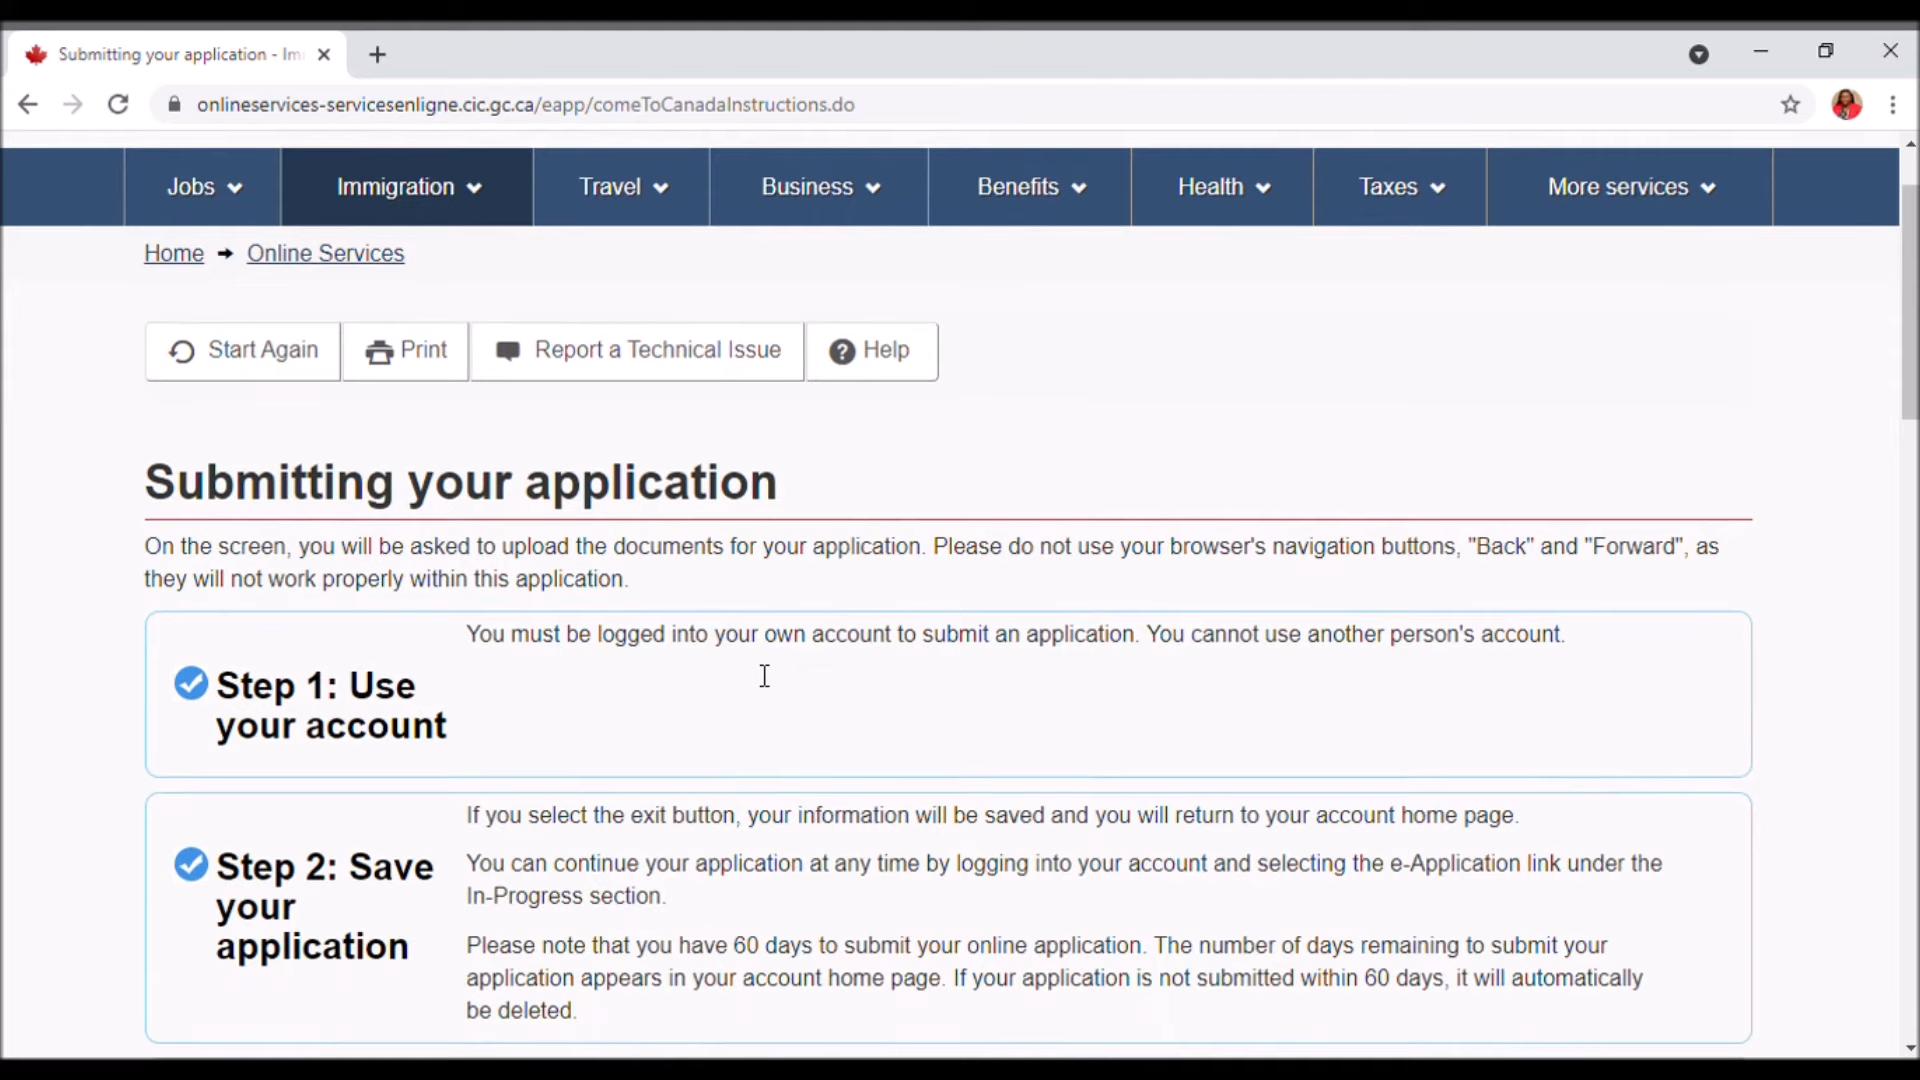 Submitting your application - Im
onlineservices-servicesenligne.cic.gc.ca/eapp/comeToCanadaInstructions.do
Jobs Immigration Travel Business Benefits Health Taxes More services
Home → Online Services
Start Again Print Report a Technical Issue ? Help
Submitting your application
On the screen, you will be asked to upload the documents for your application. Please do not use your browser's navigation buttons, "Back" and "Forward", as
they will not work properly within this application.
You must be logged into your own account to submit an application. You cannot use another person's account.
Step 1: Use
your account
If you select the exit button, your information will be saved and you will return to your account home page.
Step 2: Save
your
application
You can continue your application at any time by logging into your account and selecting the e-Application link under the
In-Progress section.
Please note that you have 60 days to submit your online application. The number of days remaining to submit your
application appears in your account home page. If your application is not submitted within 60 days, it will automatically
be deleted.